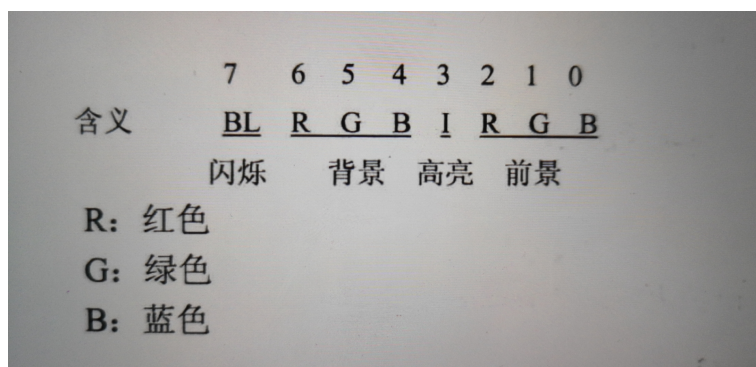 7 6 5 4 3 2 1 0
含义 BL R G B I R G B
闪烁 背景 高亮 前景
R：红色
G：绿色
B：蓝色